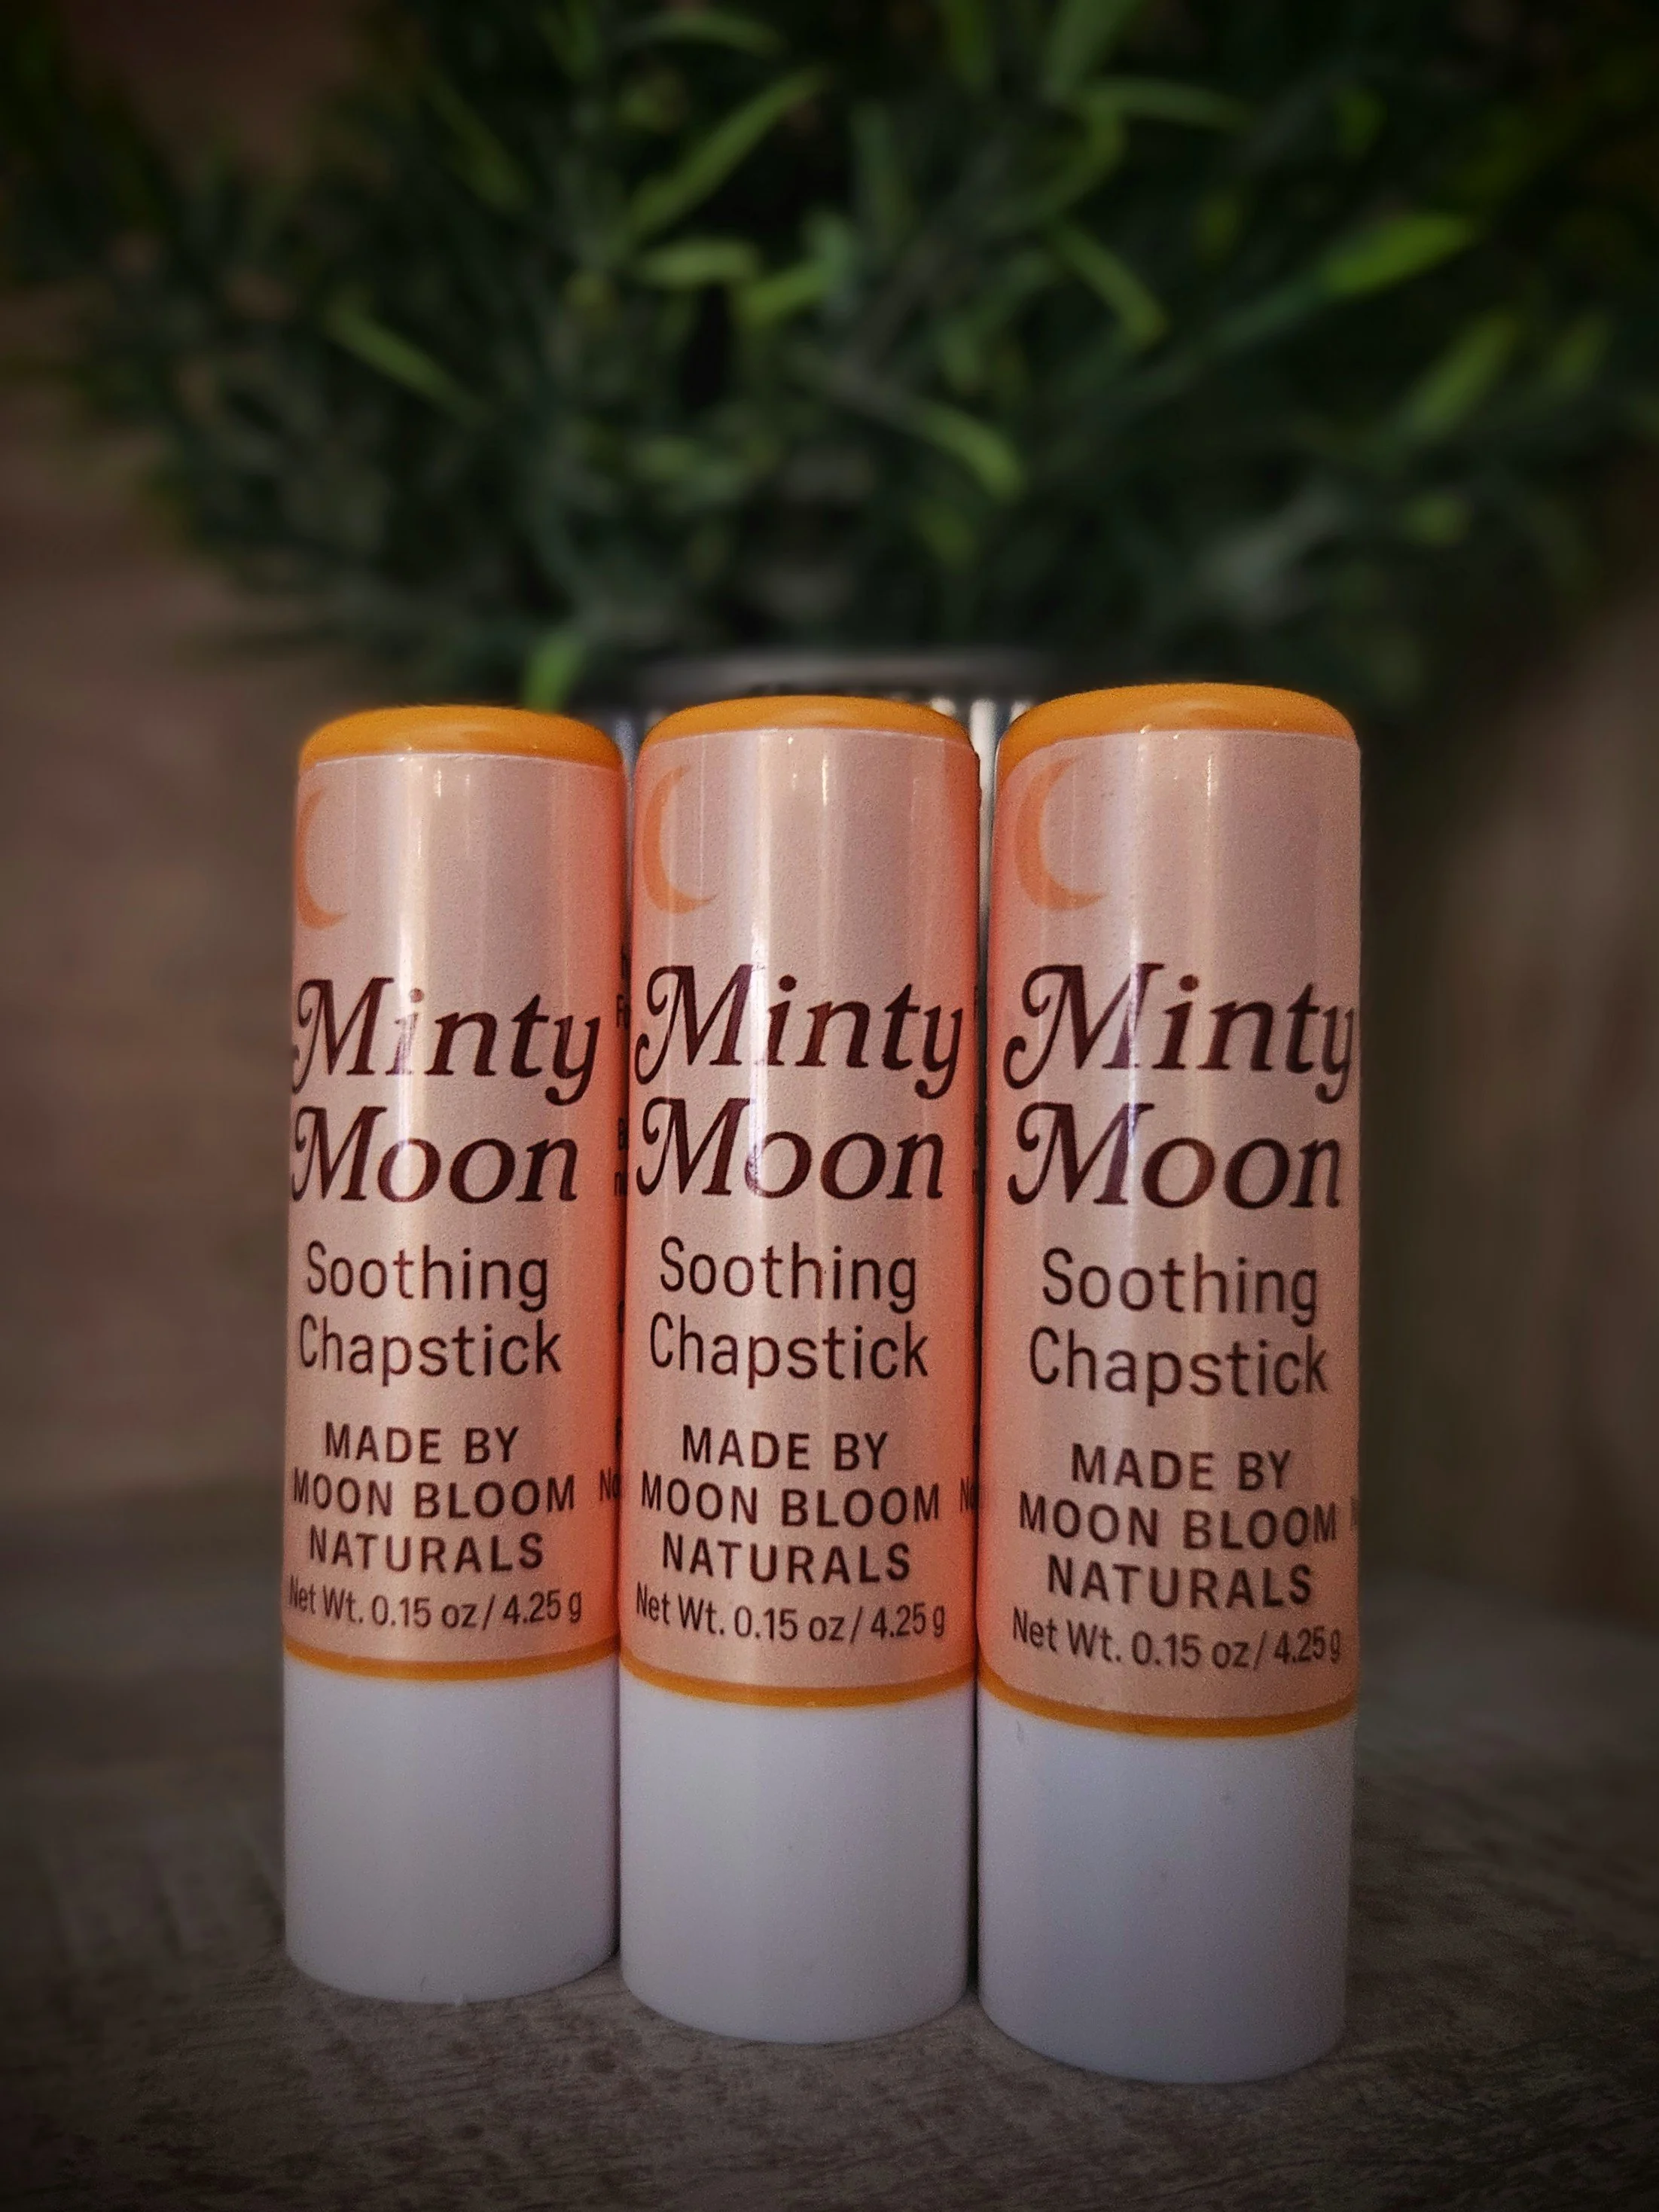 Minty
Moon
Soothing
Chapstick
MADE BY
MOON BLOOM
NATURALS
Net Wt. 0.15 oz / 4.25 g
Minty
Moon
Soothing
Chapstick
MADE BY
MOON BLOOM
NATURALS
Net Wt. 0.15 oz / 4.25 g
Minty
Moon
Soothing
Chapstick
MADE BY
MOON BLOOM
NATURALS
Net Wt. 0.15 oz / 4.25 g